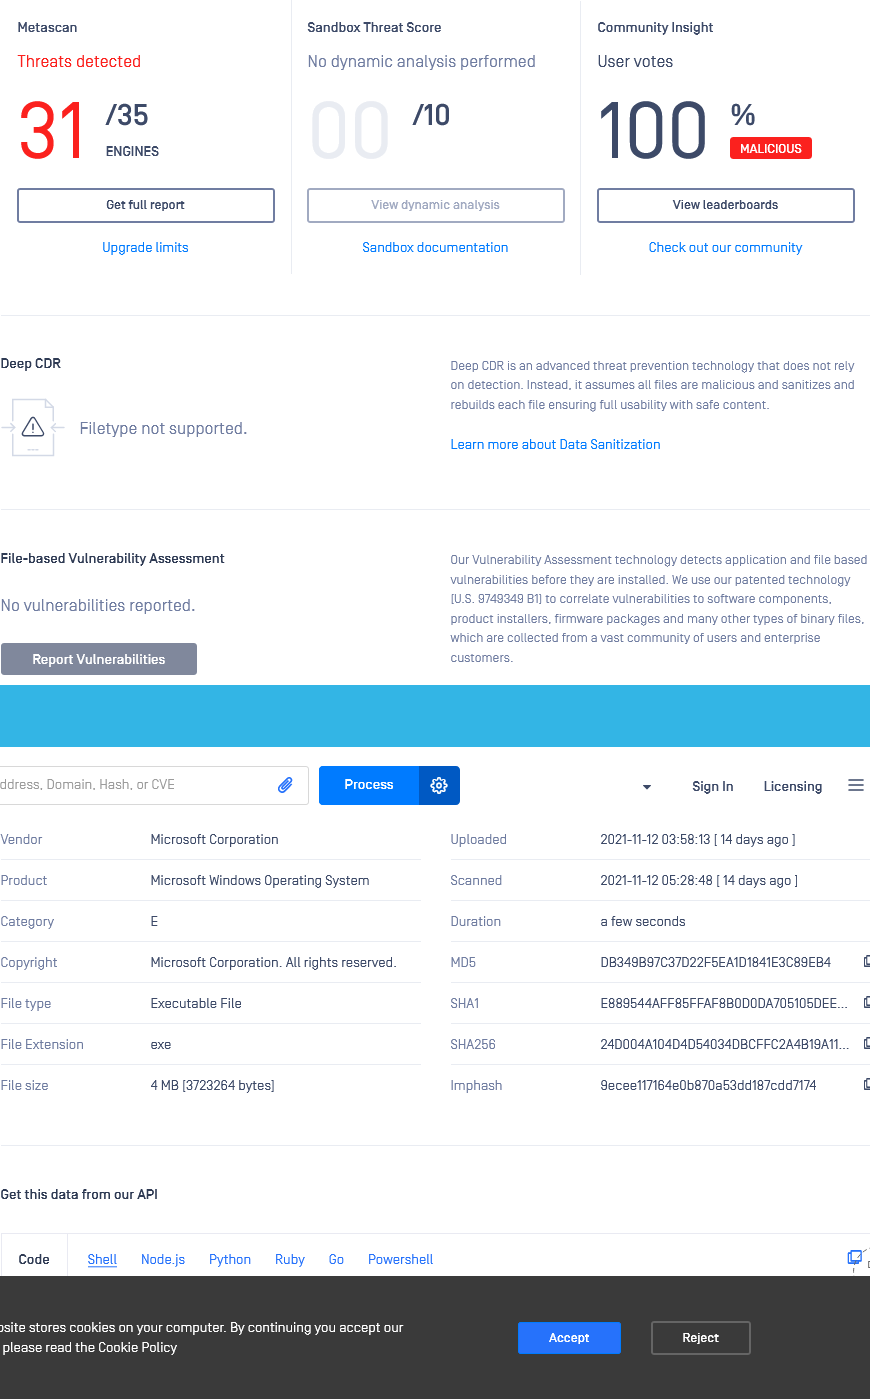 Metascan
Threats detected
31 /35
ENGINES
Get full report
Upgrade limits
Sandbox Threat Score
No dynamic analysis performed
00 /10
View dynamic analysis
Sandbox documentation
Community Insight
User votes
100 %
MALICIOUS
View leaderboards
Check out our community
Deep CDR
Filetype not supported.
Deep CDR is an advanced threat prevention technology that does not rely
on detection. Instead, it assumes all files are malicious and sanitizes and
rebuilds each file ensuring full usability with safe content.
Learn more about Data Sanitization
File-based Vulnerability Assessment
No vulnerabilities reported.
Report Vulnerabilities
Our Vulnerability Assessment technology detects application and file based
vulnerabilities before they are installed. We use our patented technology
[U.S. 9749349 B1] to correlate vulnerabilities to software components,
product installers, firmware packages and many other types of binary files,
which are collected from a vast community of users and enterprise
customers.
ddress, Domain, Hash, or CVE
Process
Sign In
Licensing
Vendor Microsoft Corporation
Product Microsoft Windows Operating System
Category E
Copyright Microsoft Corporation. All rights reserved.
File type Executable File
File Extension exe
File size 4 MB [3723264 bytes]
Uploaded 2021-11-12 03:58:13 [ 14 days ago ]
Scanned 2021-11-12 05:28:48 [ 14 days ago ]
Duration a few seconds
MD5 DB349B97C37D22F5EA1D1841E3C89EB4
SHA1 E889544AFF85FFAF8B0D0DA705105DEE...
SHA256 24D004A104D4D54034DBCFFC2A4B19A11...
Imphash 9ecee117164e0b870a53dd187cdd7174
Get this data from our API
Code Shell Node.js Python Ruby Go Powershell
osite stores cookies on your computer. By continuing you accept our
please read the Cookie Policy
Accept
Reject